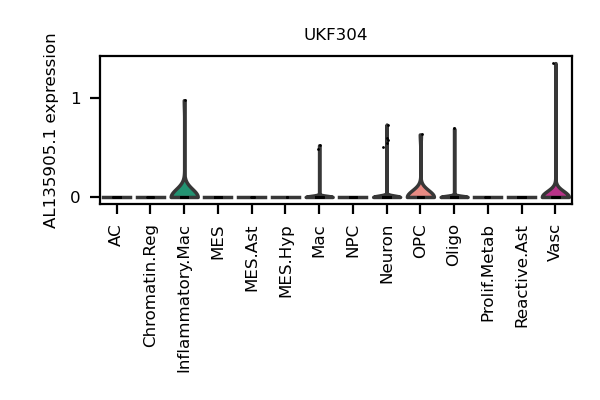 UKF304
AL135905.1 expression
1
0
AC
Chromatin.Reg
Inflammatory.Mac
MES
MES.Ast
MES.Hyp
Mac
NPC
Neuron
OPC
Oligo
Prolif.Metab
Reactive.Ast
Vasc